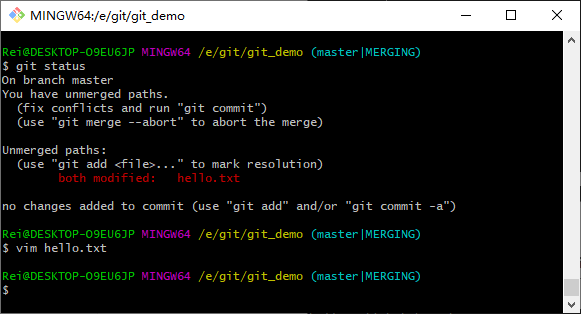 MINGW64:/e/git/git_demo
Rei@DESKTOP-O9EU6JP MINGW64 /e/git/git_demo (master|MERGING)
$ git status
On branch master
You have unmerged paths.
  (fix conflicts and run "git commit")
  (use "git merge --abort" to abort the merge)

Unmerged paths:
  (use "git add <file>..." to mark resolution)
        both modified:   hello.txt

no changes added to commit (use "git add" and/or "git commit -a")

Rei@DESKTOP-O9EU6JP MINGW64 /e/git/git_demo (master|MERGING)
$ vim hello.txt

Rei@DESKTOP-O9EU6JP MINGW64 /e/git/git_demo (master|MERGING)
$